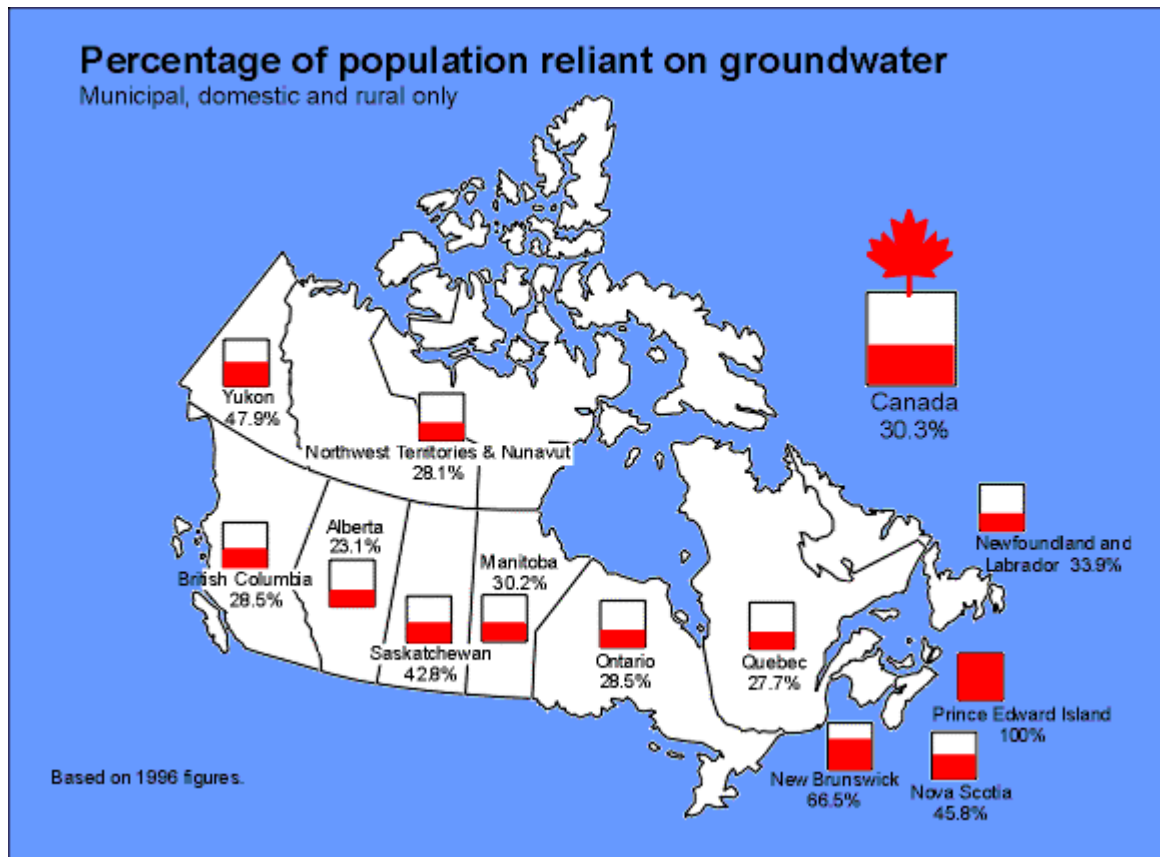 Percentage of population reliant on groundwater
Municipal, domestic and rural only
Canada
30.3%
Yukon
47.9%
Northwest Territories & Nunavut
28.1%
British Columbia
28.5%
Alberta
23.1%
Saskatchewan
42.8%
Manitoba
30.2%
Ontario
28.5%
Quebec
27.7%
Newfoundland and
Labrador 33.9%
Prince Edward Island
100%
New Brunswick
66.5%
Nova Scotia
45.8%
Based on 1996 figures.